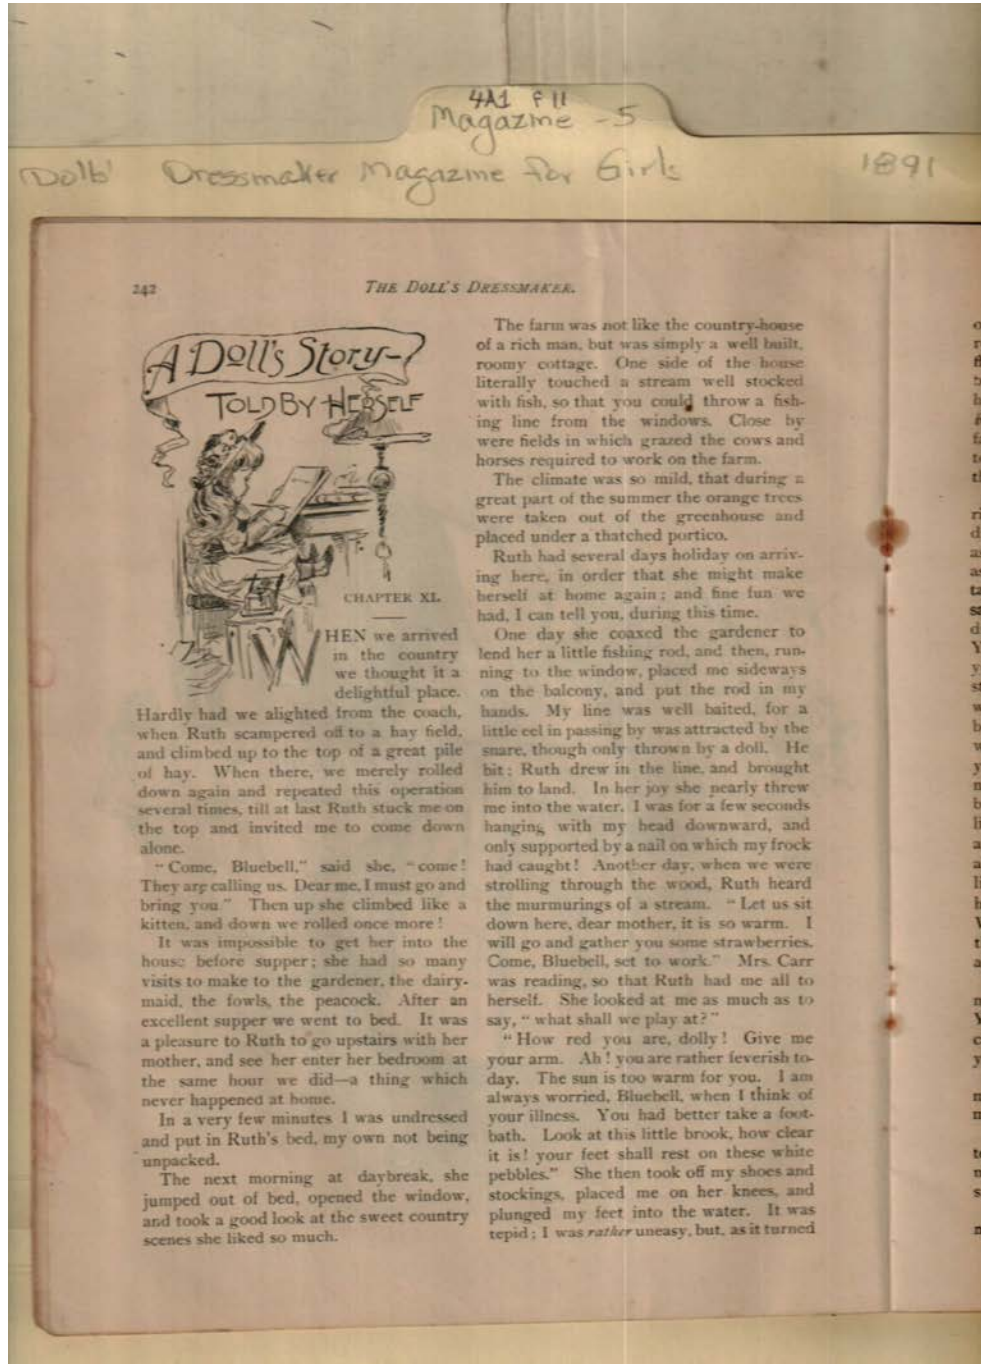 4A1 F11
Magazine - 5
Dolls' Dressmaker Magazine for Girls 1891
242
THE DOLL'S DRESSMAKER.
A Doll's Story—
TOLD BY HERSELF
CHAPTER XI.
WHEN we arrived
in the country
we thought it a
delightful place.
Hardly had we alighted from the coach,
when Ruth scampered off to a hay field,
and climbed up to the top of a great pile
of hay. When there, we merely rolled
down again and repeated this operation
several times, till at last Ruth stuck me on
the top and invited me to come down
alone.
"Come, Bluebell," said she, "come!
They are calling us. Dear me, I must go and
bring you." Then up she climbed like a
kitten, and down we rolled once more!
It was impossible to get her into the
house before supper; she had so many
visits to make to the gardener, the dairy-
maid, the fowls, the peacock. After an
excellent supper we went to bed. It was
a pleasure to Ruth to go upstairs with her
mother, and see her enter her bedroom at
the same hour we did—a thing which
never happened at home.
In a very few minutes I was undressed
and put in Ruth's bed, my own not being
unpacked.
The next morning at daybreak, she
jumped out of bed, opened the window,
and took a good look at the sweet country
scenes she liked so much.
The farm was not like the country-house
of a rich man, but was simply a well built,
roomy cottage. One side of the house
literally touched a stream well stocked
with fish, so that you could throw a fish-
ing line from the windows. Close by
were fields in which grazed the cows and
horses required to work on the farm.
The climate was so mild, that during a
great part of the summer the orange trees
were taken out of the greenhouse and
placed under a thatched portico.
Ruth had several days holiday on arriv-
ing here, in order that she might make
herself at home again; and fine fun we
had, I can tell you, during this time.
One day she coaxed the gardener to
lend her a little fishing rod, and then, run-
ning to the window, placed me sideways
on the balcony, and put the rod in my
hands. My line was well baited, for a
little eel in passing by was attracted by the
snare, though only thrown by a doll. He
bit; Ruth drew in the line, and brought
him to land. In her joy she nearly threw
me into the water. I was for a few seconds
hanging with my head downward, and
only supported by a nail on which my frock
had caught! Another day, when we were
strolling through the wood, Ruth heard
the murmurings of a stream. "Let us sit
down here, dear mother, it is so warm. I
will go and gather you some strawberries.
Come, Bluebell, set to work." Mrs. Carr
was reading, so that Ruth had me all to
herself. She looked at me as much as to
say, "what shall we play at?"
"How red you are, dolly! Give me
your arm. Ah! you are rather feverish to-
day. The sun is too warm for you. I am
always worried, Bluebell, when I think of
your illness. You had better take a foot-
bath. Look at this little brook, how clear
it is! your feet shall rest on these white
pebbles." She then took off my shoes and
stockings, placed me on her knees, and
plunged my feet into the water. It was
tepid; I was rather uneasy, but, as it turned